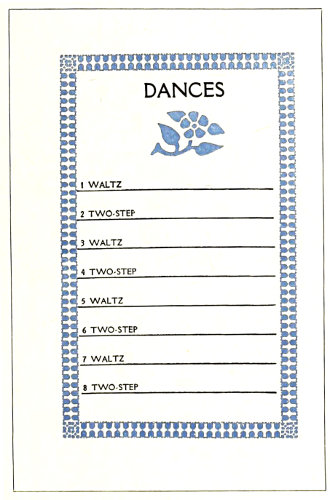 DANCES
1 WALTZ
2 TWO-STEP
3 WALTZ
4 TWO-STEP
5 WALTZ
6 TWO-STEP
7 WALTZ
8 TWO-STEP